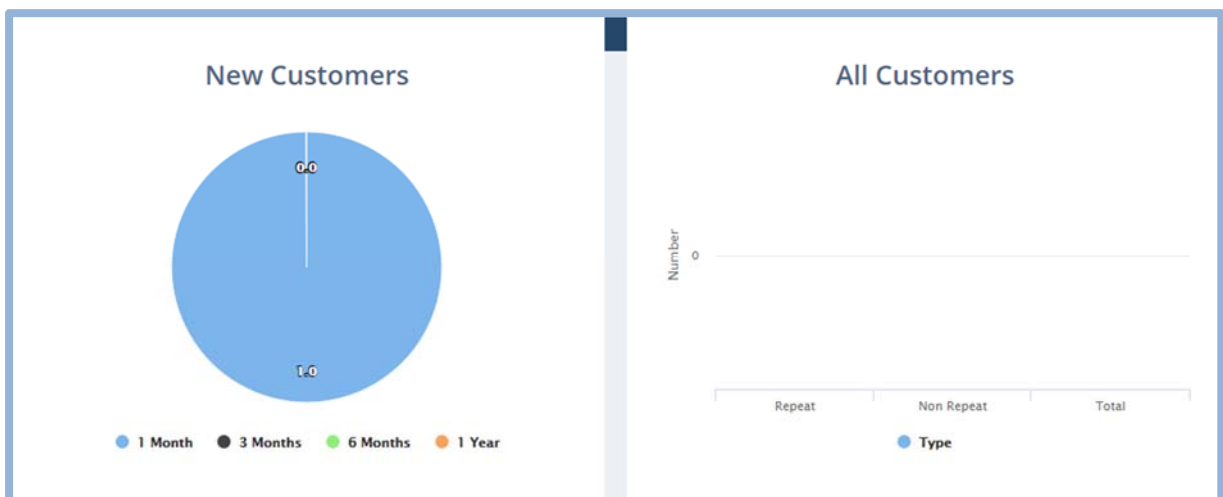 New Customers
0.0
1.0
1 Month 3 Months 6 Months 1 Year
All Customers
Number
0
Repeat Non Repeat Total
Type